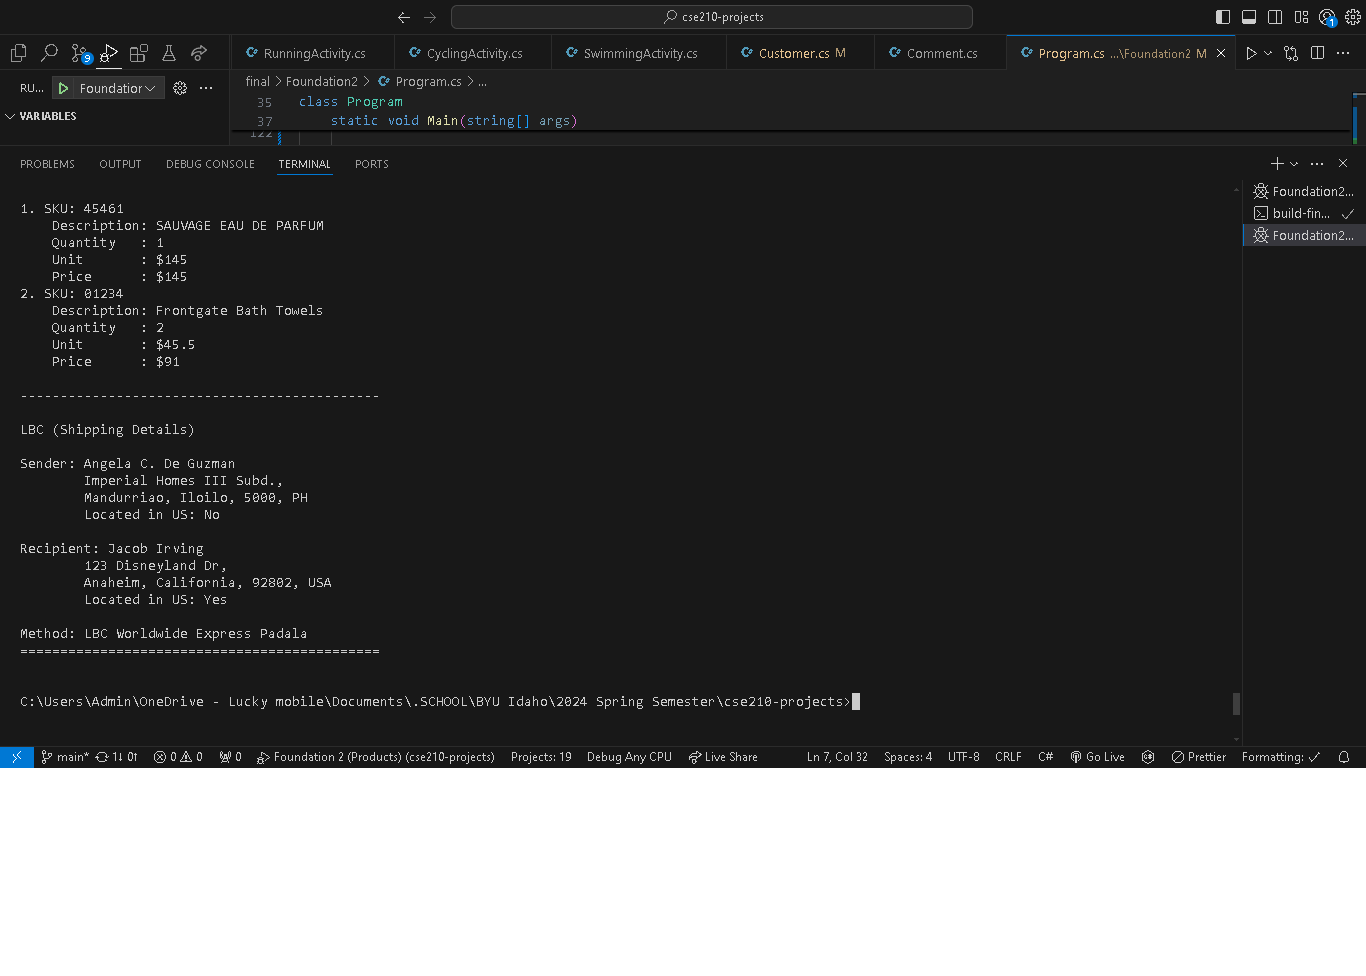 cse210-projects
1
9
RunningActivity.cs
CyclingActivity.cs
SwimmingActivity.cs
Customer.cs M
Comment.cs
Program.cs ...\Foundation2 M
RU...
Foundation
final > Foundation2 > Program.cs > ...
VARIABLES
35 class Program
37 static void Main(string[] args)
122
PROBLEMS OUTPUT DEBUG CONSOLE TERMINAL PORTS
Foundation2...
build-fin...
Foundation2...
1. SKU: 45461
Description: SAUVAGE EAU DE PARFUM
Quantity : 1
Unit : $145
Price : $145
2. SKU: 01234
Description: Frontgate Bath Towels
Quantity : 2
Unit : $45.5
Price : $91
---------------------------------------------
LBC (Shipping Details)
Sender: Angela C. De Guzman
Imperial Homes III Subd.,
Mandurriao, Iloilo, 5000, PH
Located in US: No
Recipient: Jacob Irving
123 Disneyland Dr,
Anaheim, California, 92802, USA
Located in US: Yes
Method: LBC Worldwide Express Padala
=============================================
C:\Users\Admin\OneDrive - Lucky mobile\Documents\.SCHOOL\BYU Idaho\2024 Spring Semester\cse210-projects>
main* 1↓ 0↑ 0 0 0 Foundation 2 (Products) (cse210-projects) Projects: 19 Debug Any CPU Live Share Ln 7, Col 32 Spaces: 4 UTF-8 CRLF C# Go Live Prettier Formatting: ✓